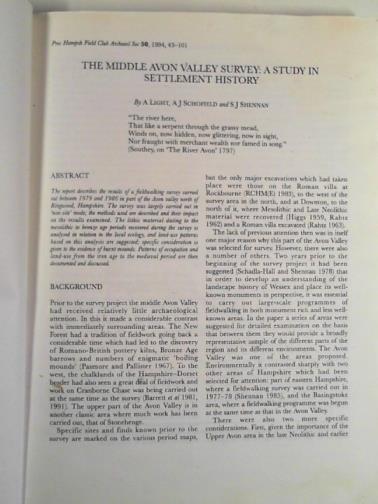 Proc Hampsh Field Club Archaeol Soc 50, 1994, 43–101
THE MIDDLE AVON VALLEY SURVEY: A STUDY IN
SETTLEMENT HISTORY
By A LIGHT, A J SCHOFIELD and S J SHENNAN
"The river here,
That like a serpent through the grassy mead,
Winds on, now hidden, now glittering, now in sight,
Nor fraught with merchant wealth nor famed in song."
(Southey, on 'The River Avon' 1797)
ABSTRACT
The report describes the results of a fieldwalking survey carried
out between 1979 and 1986 in part of the Avon valley north of
Ringwood, Hampshire. The survey was largely carried out in
'non site' mode; the methods used are described and their impact
on the results examined. The lithic material dating to the
mesolithic to bronze age periods recovered during the survey is
analysed in relation to the local ecology, and land-use patterns
based on this analysis are suggested; specific consideration is
given to the evidence of burnt mounds. Patterns of occupation and
land-use from the iron age to the medieval period are then
documented and discussed.
BACKGROUND
Prior to the survey project the middle Avon Valley
had received relatively little archaeological
attention. In this it made a considerable contrast
with immediately surrounding areas. The New
Forest had a tradition of fieldwork going back a
considerable time which had led to the discovery
of Romano-British pottery kilns, Bronze Age
barrows and numbers of enigmatic 'boiling
mounds' (Pasmore and Pallister 1967). To the
west, the chalklands of the Hampshire–Dorset
border had also seen a great deal of fieldwork and
work on Cranborne Chase was being carried out
at the same time as the survey (Barrett et al 1981,
1991). The upper part of the Avon Valley is in
another classic area where much work has been
carried out, that of Stonehenge.
Specific sites and finds known prior to the
survey are marked on the various period maps,
but the only major excavations which had taken
place were those on the Roman villa at
Rockbourne (RCHM(E) 1983), to the west of the
survey area in the north, and at Downton, to the
north of it, where Mesolithic and Late Neolithic
material were recovered (Higgs 1959, Rahtz
1962) and a Roman villa excavated (Rahtz 1963).
The lack of previous attention then was in itself
one major reason why this part of the Avon Valley
was selected for survey. However, there were also
a number of others. Two years prior to the
beginning of the survey project it had been
suggested (Schadla-Hall and Shennan 1978) that
in order to develop an understanding of the
landscape history of Wessex and place its well-
known monuments in perspective, it was essential
to carry out large-scale programmes of
fieldwalking in both monument rich and less well-
known areas. In the paper a series of areas were
suggested for detailed examination on the basis
that between them they would provide a broadly
representative sample of the different parts of the
region and its different environments. The Avon
Valley was one of the areas proposed.
Environmentally it contrasted sharply with two
other areas of Hampshire which had been
selected for attention: part of eastern Hampshire,
where a fieldwalking survey was carried out in
1977–78 (Shennan 1985), and the Basingstoke
area, where a fieldwalking programme was begun
at the same time as that in the Avon Valley.
There were also two more specific
considerations. First, given the importance of the
Upper Avon area in the late Neolithic and earlier